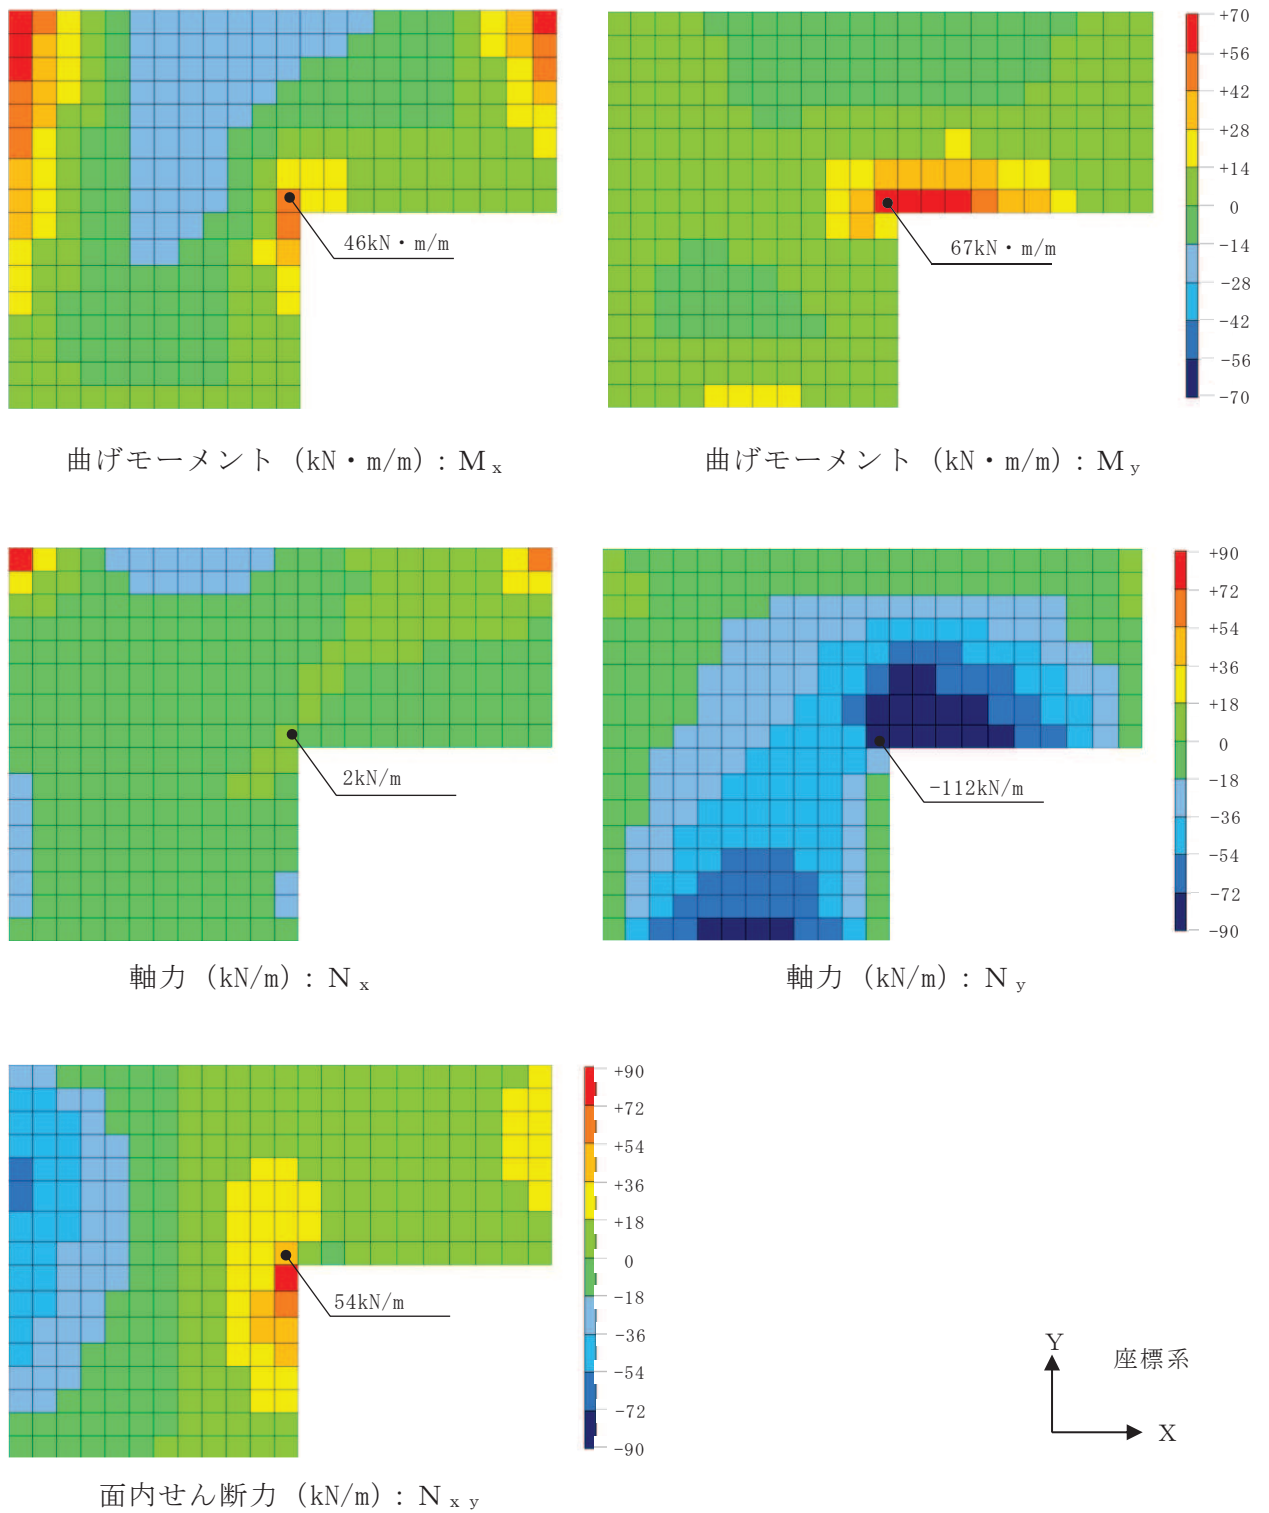 46kN・m/m
67kN・m/m
+70
+56
+42
+28
+14
0
-14
-28
-42
-56
-70
曲げモーメント (kN・m/m) : Mx
曲げモーメント (kN・m/m) : My
2kN/m
-112kN/m
+90
+72
+54
+36
+18
0
-18
-36
-54
-72
-90
軸力 (kN/m) : Nx
軸力 (kN/m) : Ny
54kN/m
+90
+72
+54
+36
+18
0
-18
-36
-54
-72
-90
Y
座標系
X
面内せん断力 (kN/m) : Nxy